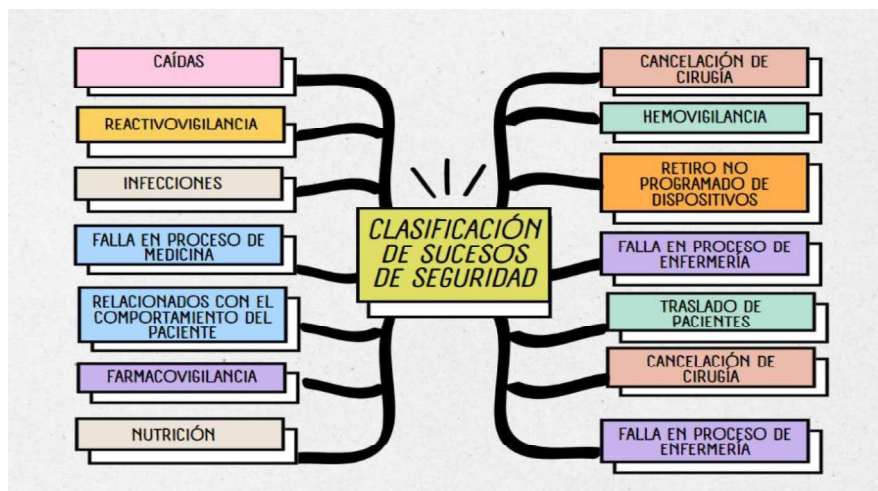 CAÍDAS
REACTIVOVIGILANCIA
INFECCIONES
FALLA EN PROCESO DE
MEDICINA
RELACIONADOS CON EL
COMPORTAMIENTO DEL
PACIENTE
FARMACOVIGILANCIA
NUTRICIÓN
CLASIFICACIÓN
DE SUCESOS
DE SEGURIDAD
CANCELACIÓN DE
CIRUGÍA
HEMOVIGILANCIA
RETIRO NO
PROGRAMADO DE
DISPOSITIVOS
FALLA EN PROCESO DE
ENFERMERÍA
TRASLADO DE
PACIENTES
CANCELACIÓN DE
CIRUGÍA
FALLA EN PROCESO DE
ENFERMERÍA